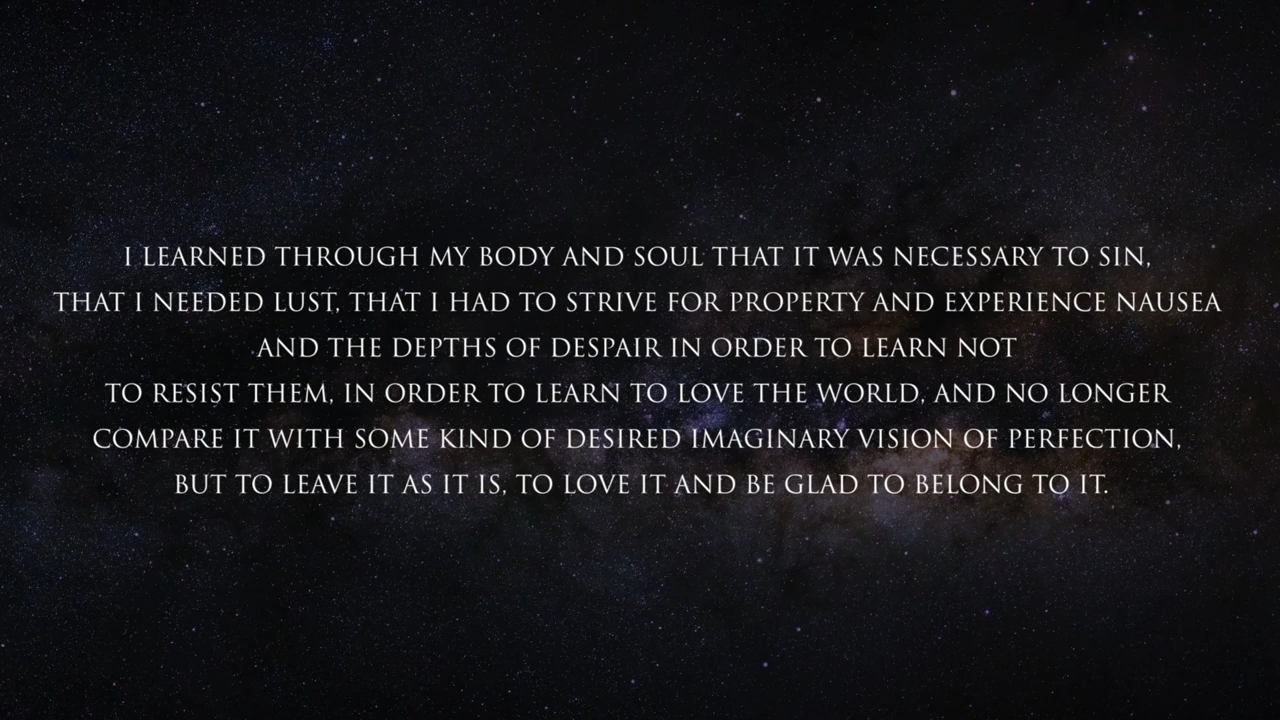 I LEARNED THROUGH MY BODY AND SOUL THAT IT WAS NECESSARY TO SIN,
THAT I NEEDED LUST, THAT I HAD TO STRIVE FOR PROPERTY AND EXPERIENCE NAUSEA
AND THE DEPTHS OF DESPAIR IN ORDER TO LEARN NOT
TO RESIST THEM, IN ORDER TO LEARN TO LOVE THE WORLD, AND NO LONGER
COMPARE IT WITH SOME KIND OF DESIRED IMAGINARY VISION OF PERFECTION,
BUT TO LEAVE IT AS IT IS, TO LOVE IT AND BE GLAD TO BELONG TO IT.